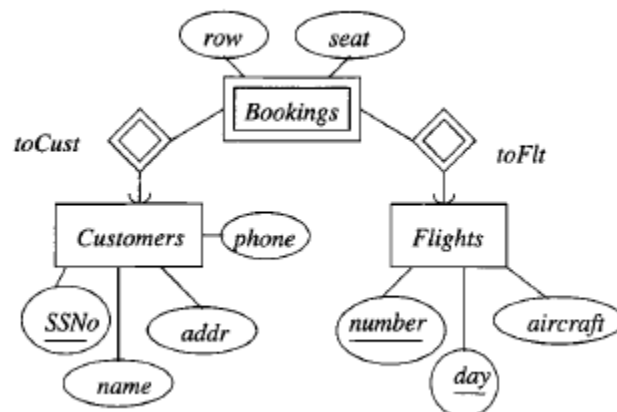 row
seat
Bookings
toCust
toFlt
Customers
phone
Flights
SSNo
addr
number
aircraft
name
day